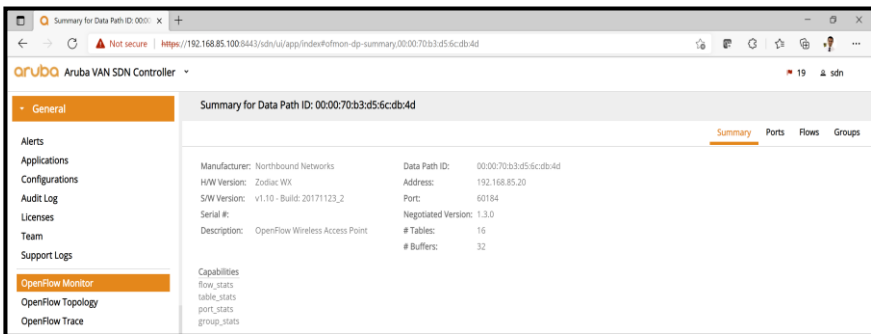 Summary for Data Path ID: 00:00
Not secure | https://192.168.85.100:8443/sdn/ui/app/index#ofmon-dp-summary,00:00:70:b3:d5:6c:db:4d
aruba Aruba VAN SDN Controller
19 sdn
General
Alerts
Applications
Configurations
Audit Log
Licenses
Team
Support Logs
OpenFlow Monitor
OpenFlow Topology
OpenFlow Trace
Summary for Data Path ID: 00:00:70:b3:d5:6c:db:4d
Summary Ports Flows Groups
Manufacturer: Northbound Networks
H/W Version: Zodiac WX
S/W Version: v1.10 - Build: 20171123_2
Serial #:
Description: OpenFlow Wireless Access Point
Data Path ID: 00:00:70:b3:d5:6c:db:4d
Address: 192.168.85.20
Port: 60184
Negotiated Version: 1.3.0
# Tables: 16
# Buffers: 32
Capabilities
flow_stats
table_stats
port_stats
group_stats